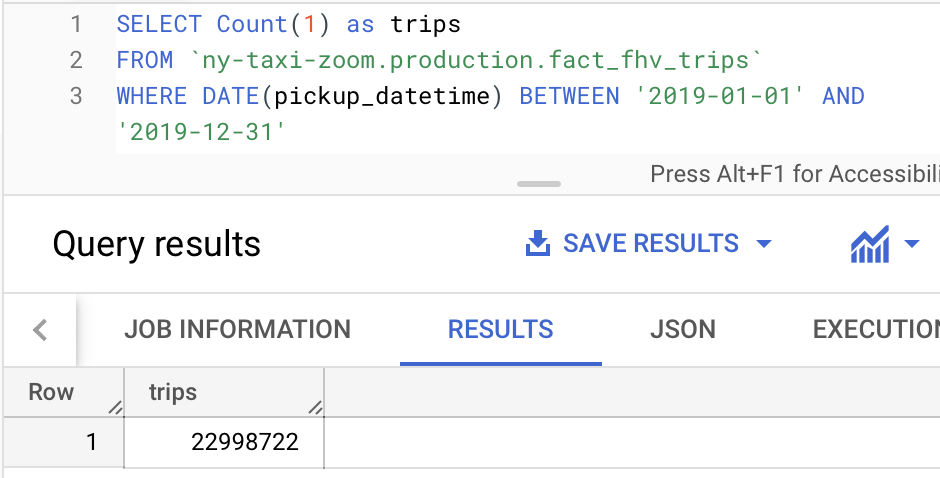 1 SELECT Count(1) as trips
2 FROM `ny-taxi-zoom.production.fact_fhv_trips`
3 WHERE DATE(pickup_datetime) BETWEEN '2019-01-01' AND
'2019-12-31'
Press Alt+F1 for Accessibili
Query results
SAVE RESULTS
JOB INFORMATION RESULTS JSON EXECUTION
Row trips
1 22998722